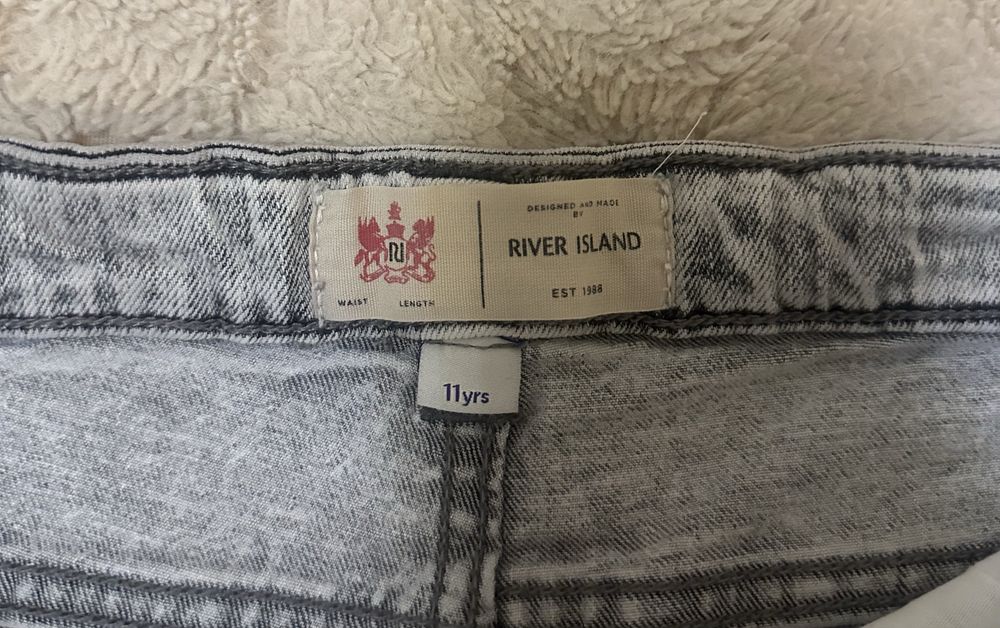 RI
WAIST LENGTH
DESIGNED AND MADE
BY
RIVER ISLAND
EST 1988
11yrs